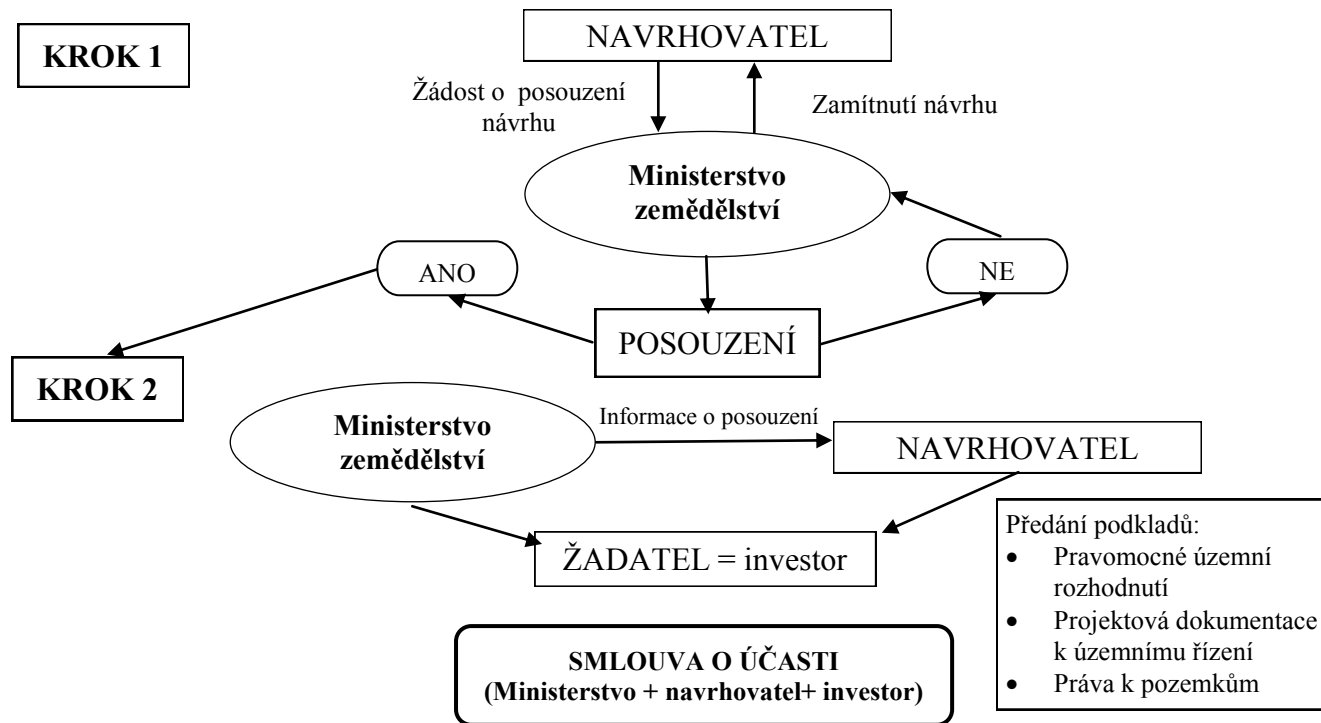 KROK 1
NAVRHOVATEL
Žádost o posouzení
návrhu
Zamítnutí návrhu
Ministerstvo
zemědělství
ANO
NE
POSOUZENÍ
KROK 2
Ministerstvo
zemědělství
Informace o posouzení
NAVRHOVATEL
ŽADATEL = investor
Předání podkladů:
• Pravomocné územní
rozhodnutí
• Projektová dokumentace
k územnímu řízení
• Práva k pozemkům
SMLOUVA O ÚČASTI
(Ministerstvo + navrhovatel+ investor)